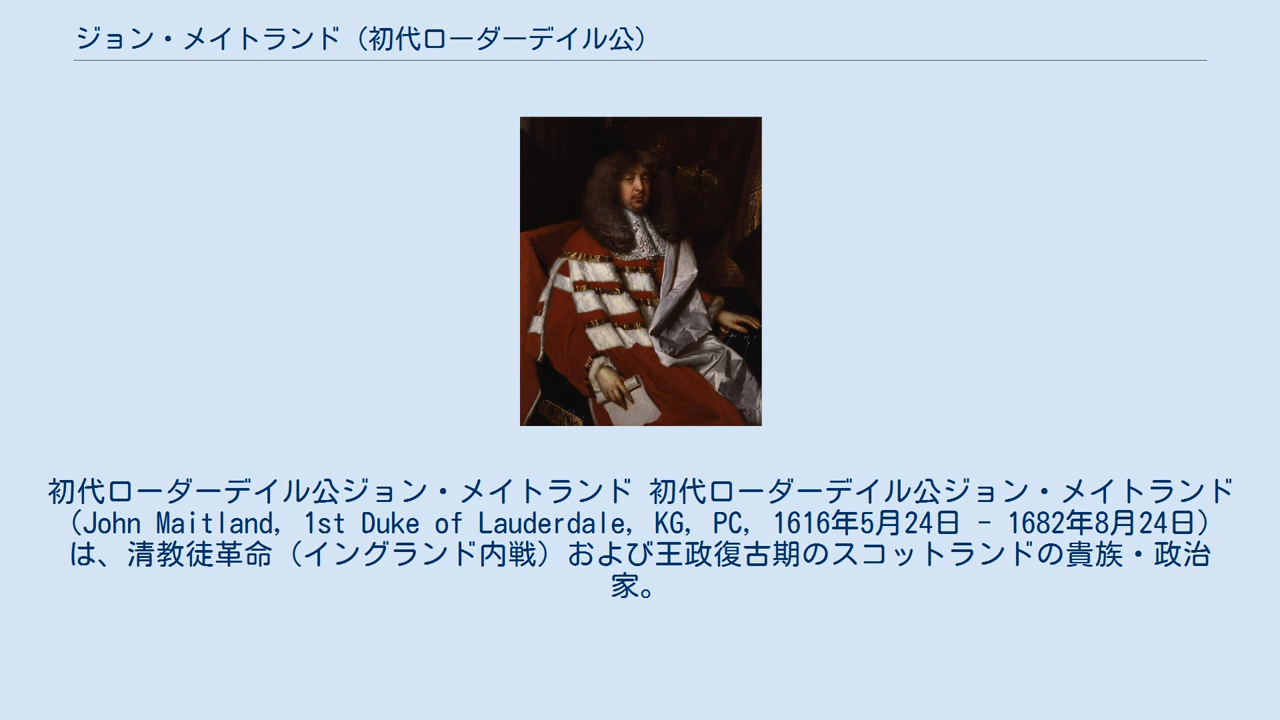 ジョン・メイトランド（初代ローダーデイル公）
初代ローダーデイル公ジョン・メイトランド 初代ローダーデイル公ジョン・メイトランド
（John Maitland, 1st Duke of Lauderdale, KG, PC, 1616年5月24日 - 1682年8月24日）
は、清教徒革命（イングランド内戦）および王政復古期のスコットランドの貴族・政治
家。